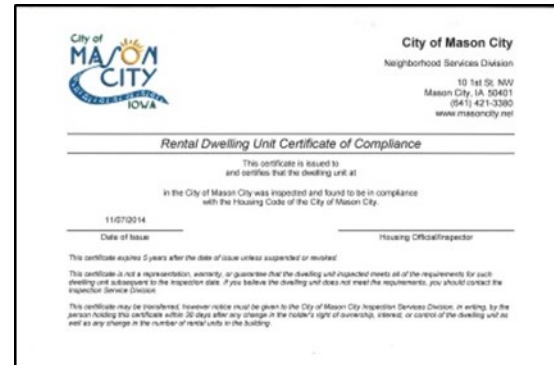 City of
MASON
CITY
IOWA
City of Mason City
Neighborhood Services Division
10 1st St. NW
Mason City, IA 50401
(641) 421-3380
www.masoncity.net
Rental Dwelling Unit Certificate of Compliance
This certificate is issued to
and certifies that the dwelling unit at
in the City of Mason City was inspected and found to be in compliance
with the Housing Code of the City of Mason City.
11/07/2014
Date of Issue
Housing Official/Inspector
This certificate expires 5 years after the date of issue unless suspended or revoked.
This certificate is not a representation, warranty, or guarantee that the dwelling unit inspected meets all of the requirements for such
dwelling unit subsequent to the inspection date. If you believe the dwelling unit does not meet the requirements, you should contact the
Inspection Service Division.
This certificate may be transferred, however notice must be given to the City of Mason City Inspection Services Division, in writing, by the
person holding this certificate within 30 days after any change in the holder's right of ownership, interest, or control of the dwelling unit as
well as any change in the number of rental units in the building.